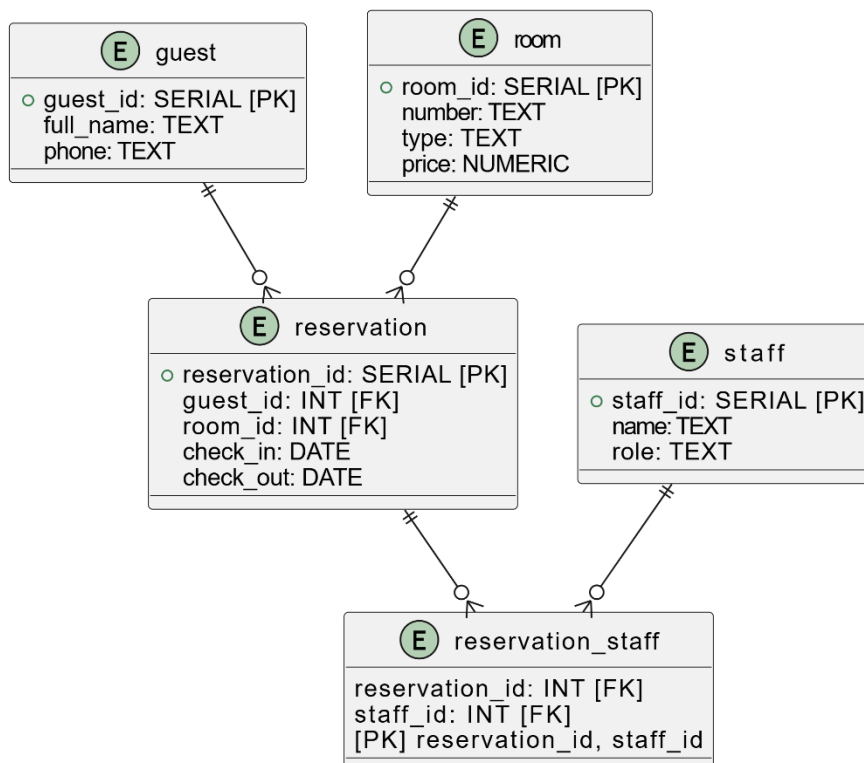 E guest
guest_id: SERIAL [PK]
full_name: TEXT
phone: TEXT
E room
room_id: SERIAL [PK]
number: TEXT
type: TEXT
price: NUMERIC
E reservation
reservation_id: SERIAL [PK]
guest_id: INT [FK]
room_id: INT [FK]
check_in: DATE
check_out: DATE
E staff
staff_id: SERIAL [PK]
name: TEXT
role: TEXT
E reservation_staff
reservation_id: INT [FK]
staff_id: INT [FK]
[PK] reservation_id, staff_id